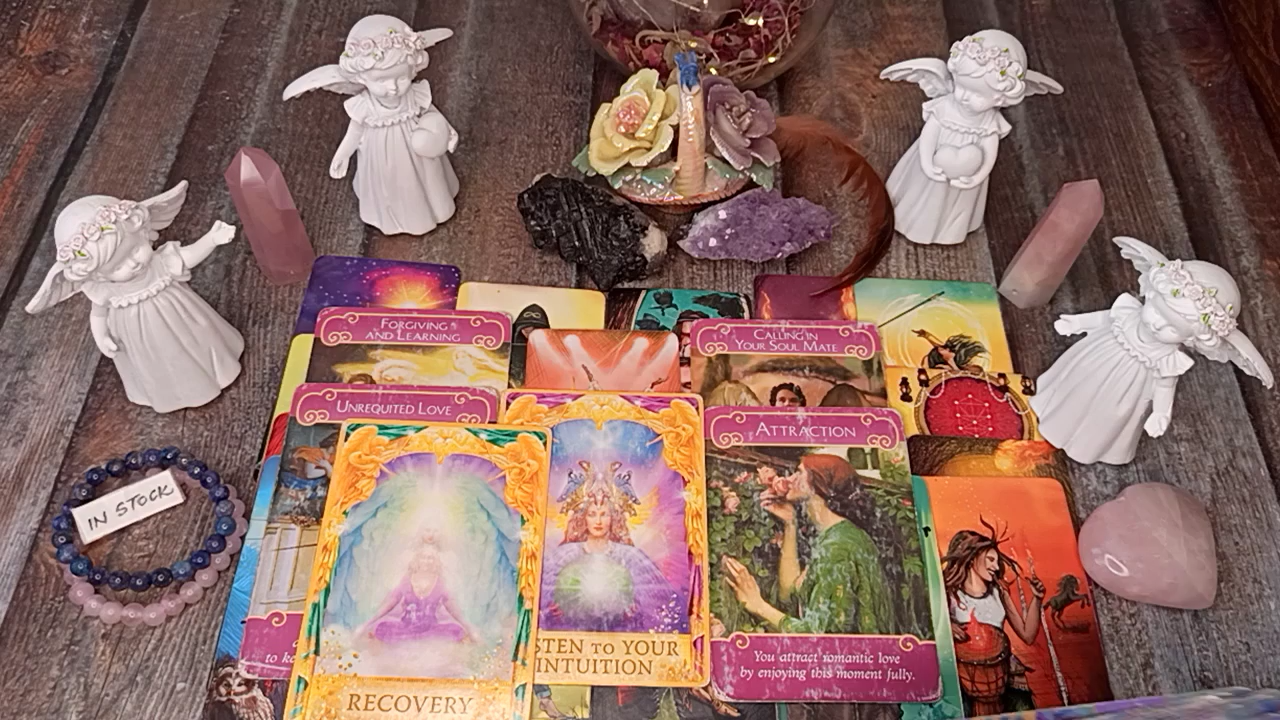 FORGIVING
AND LEARNING
CALLING IN
YOUR SOUL MATE
UNREQUITED LOVE
ATTRACTION
IN STOCK
STEN TO YOUR
INTUITION
You attract romantic love
by enjoying this moment fully.
to
RECOVERY